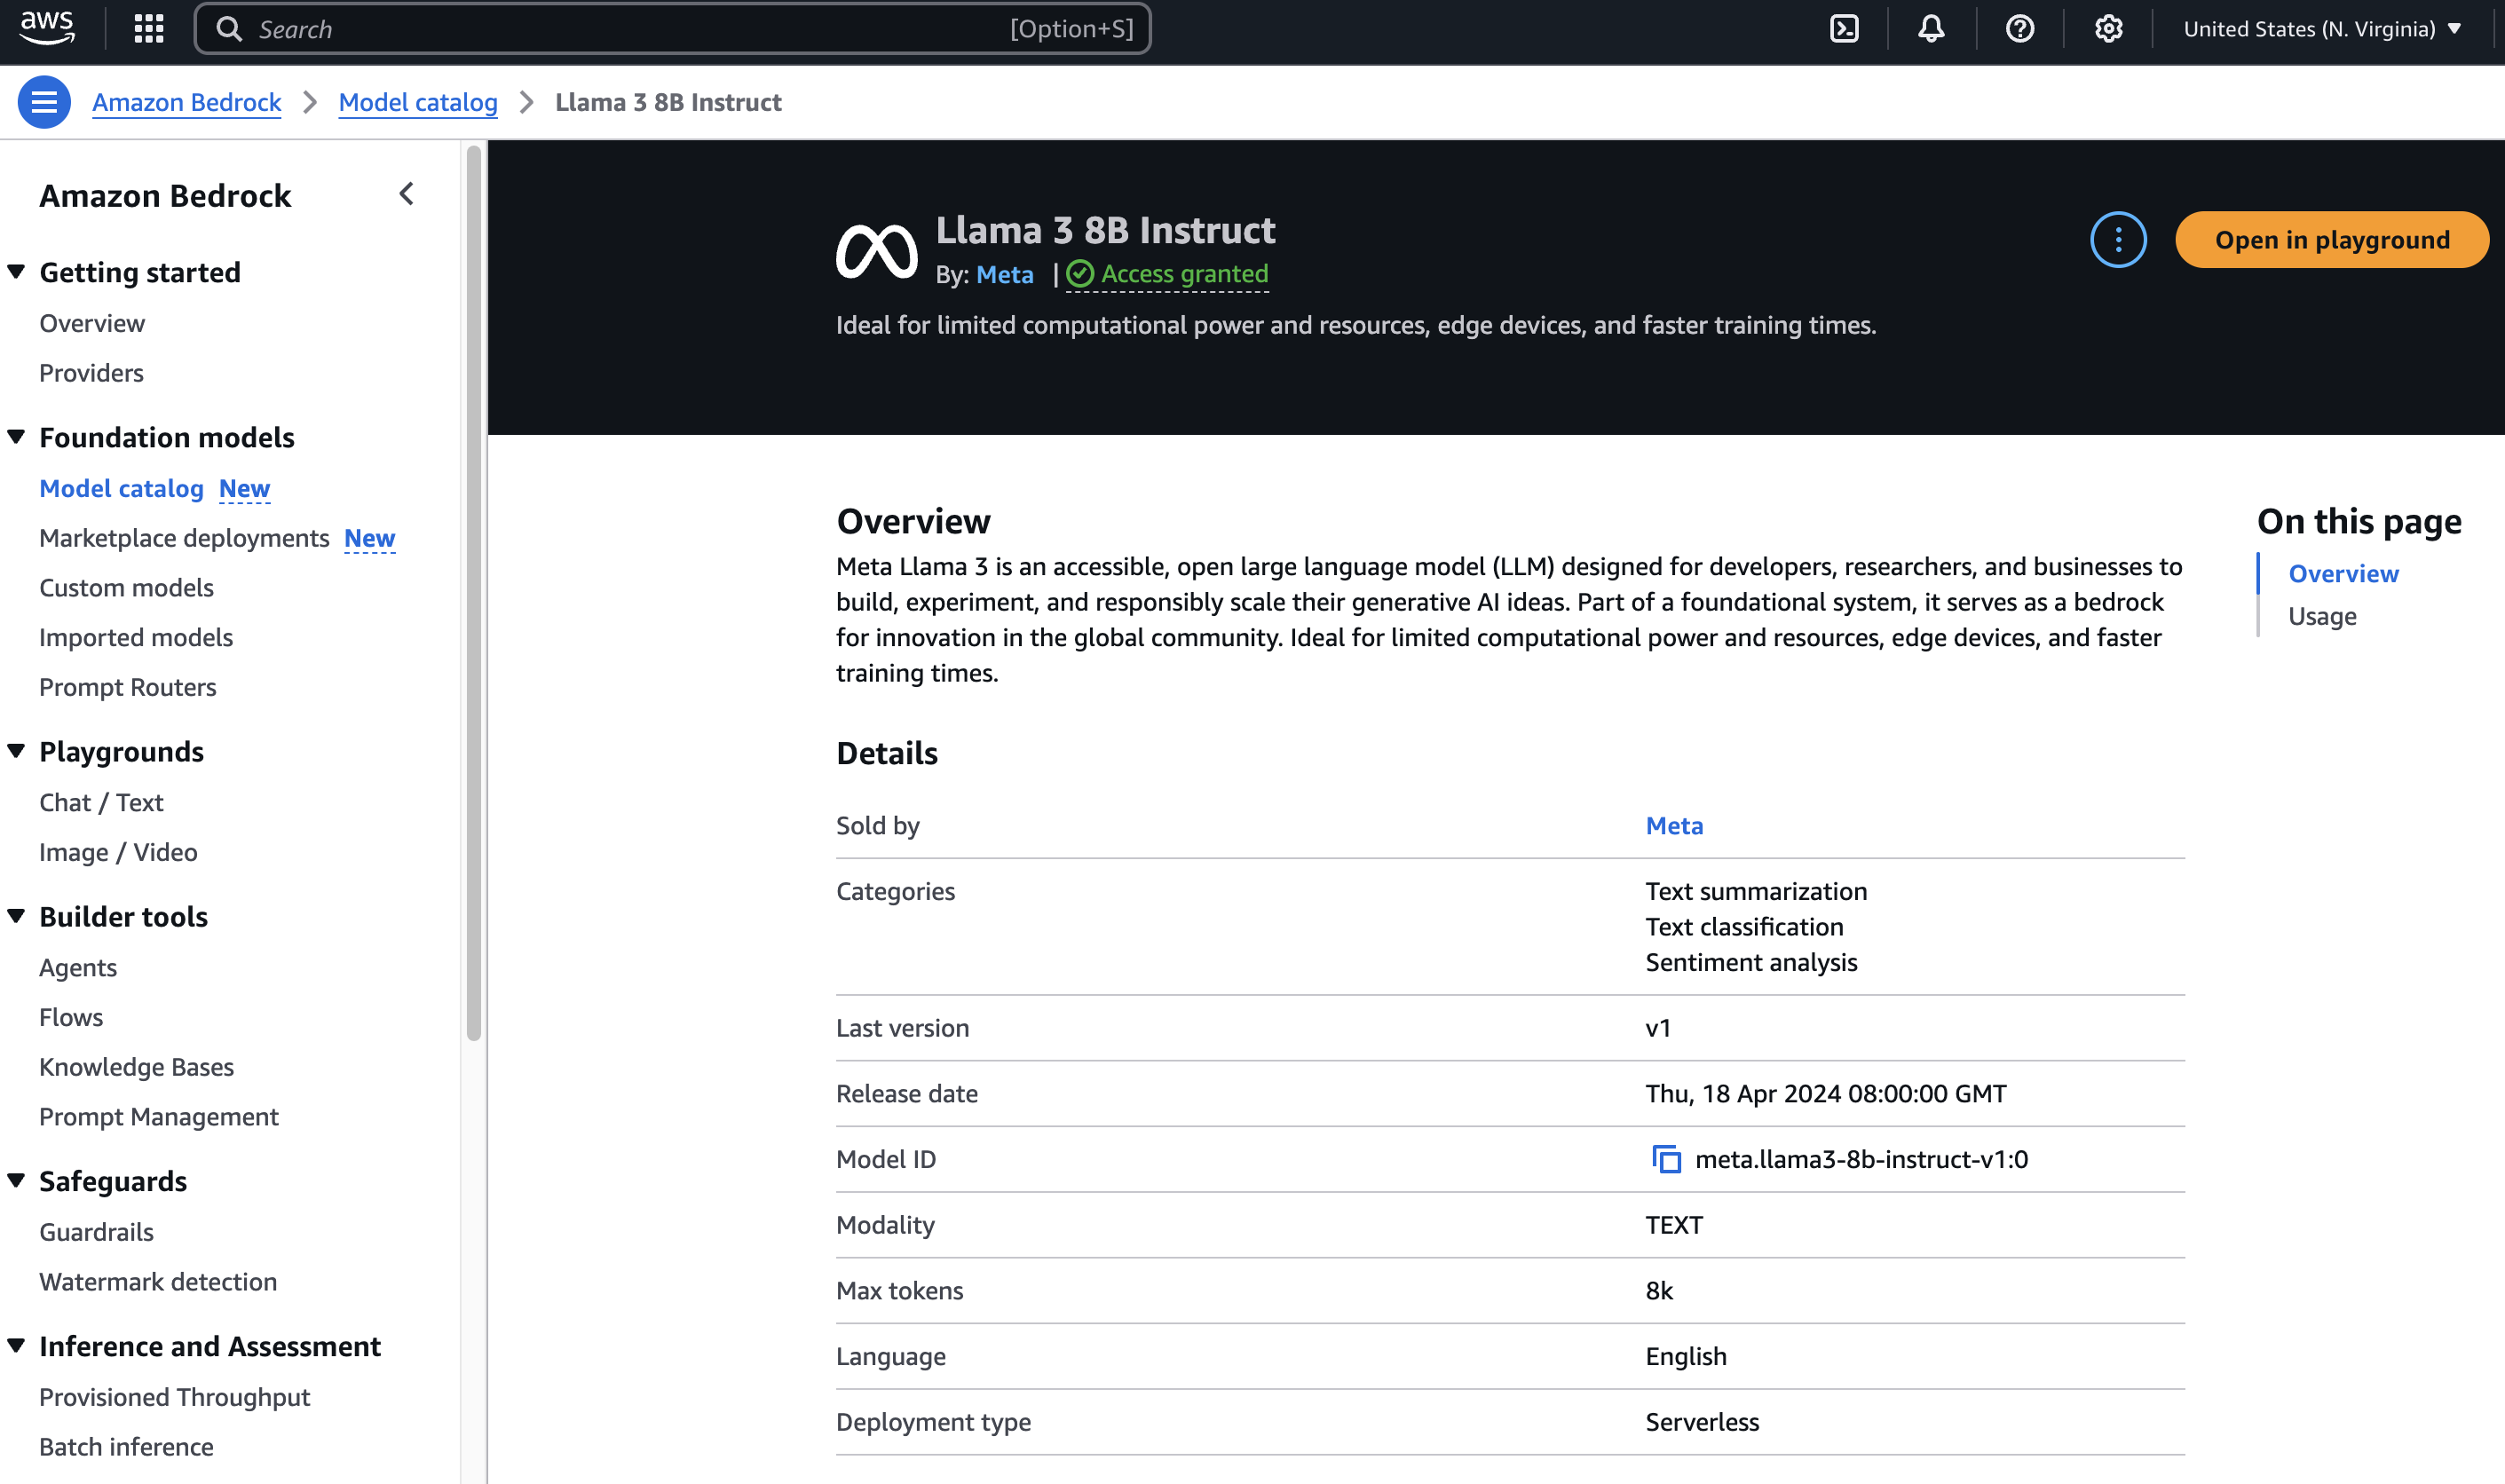 aws
Search [Option+S]
United States (N. Virginia)
Amazon Bedrock > Model catalog > Llama 3 8B Instruct
Amazon Bedrock
Getting started
Overview
Providers
Foundation models
Model catalog New
Marketplace deployments New
Custom models
Imported models
Prompt Routers
Playgrounds
Chat / Text
Image / Video
Builder tools
Agents
Flows
Knowledge Bases
Prompt Management
Safeguards
Guardrails
Watermark detection
Inference and Assessment
Provisioned Throughput
Batch inference
Llama 3 8B Instruct
By: Meta | Access granted
Ideal for limited computational power and resources, edge devices, and faster training times.
Open in playground
Overview
Meta Llama 3 is an accessible, open large language model (LLM) designed for developers, researchers, and businesses to
build, experiment, and responsibly scale their generative AI ideas. Part of a foundational system, it serves as a bedrock
for innovation in the global community. Ideal for limited computational power and resources, edge devices, and faster
training times.
Details
Sold by Meta
Categories Text summarization
Text classification
Sentiment analysis
Last version v1
Release date Thu, 18 Apr 2024 08:00:00 GMT
Model ID meta.llama3-8b-instruct-v1:0
Modality TEXT
Max tokens 8k
Language English
Deployment type Serverless
On this page
Overview
Usage